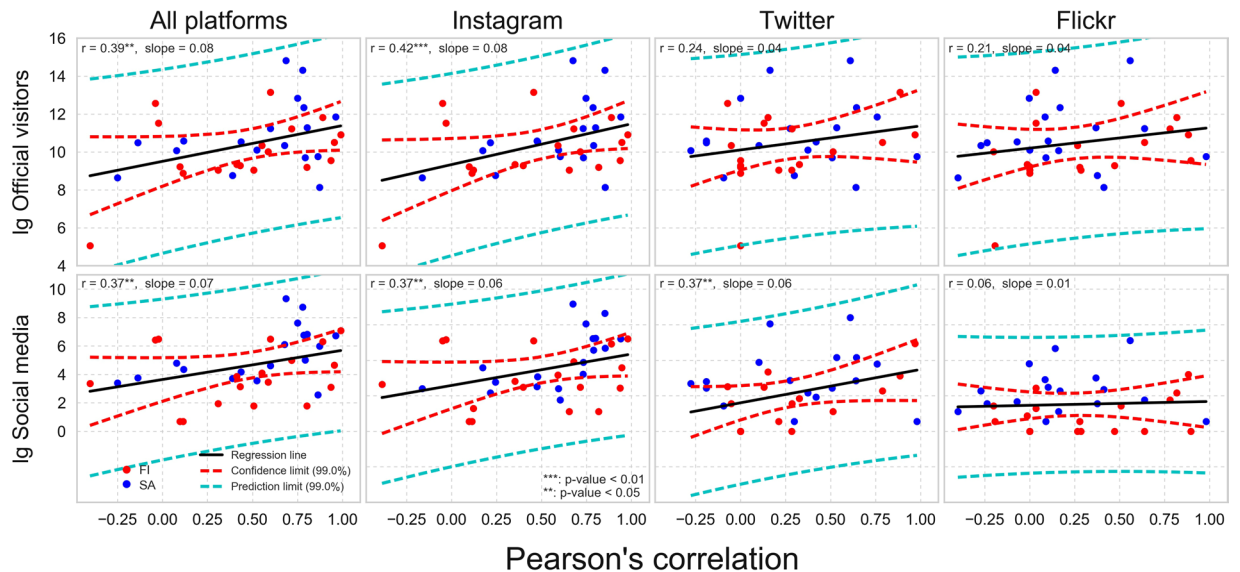 All platforms Instagram Twitter Flickr
r = 0.39**, slope = 0.08 r = 0.42***, slope = 0.08 r = 0.24, slope = 0.04 r = 0.21, slope = 0.04
16
14
12
10
8
6
4
lg Official visitors
r = 0.37**, slope = 0.07 r = 0.37**, slope = 0.06 r = 0.37**, slope = 0.06 r = 0.06, slope = 0.01
10
8
6
4
2
0
lg Social media
FI
SA
Regression line
Confidence limit (99.0%)
Prediction limit (99.0%)
***: p-value < 0.01
**: p-value < 0.05
−0.25 0.00 0.25 0.50 0.75 1.00 −0.25 0.00 0.25 0.50 0.75 1.00 −0.25 0.00 0.25 0.50 0.75 1.00 −0.25 0.00 0.25 0.50 0.75 1.00
Pearson's correlation